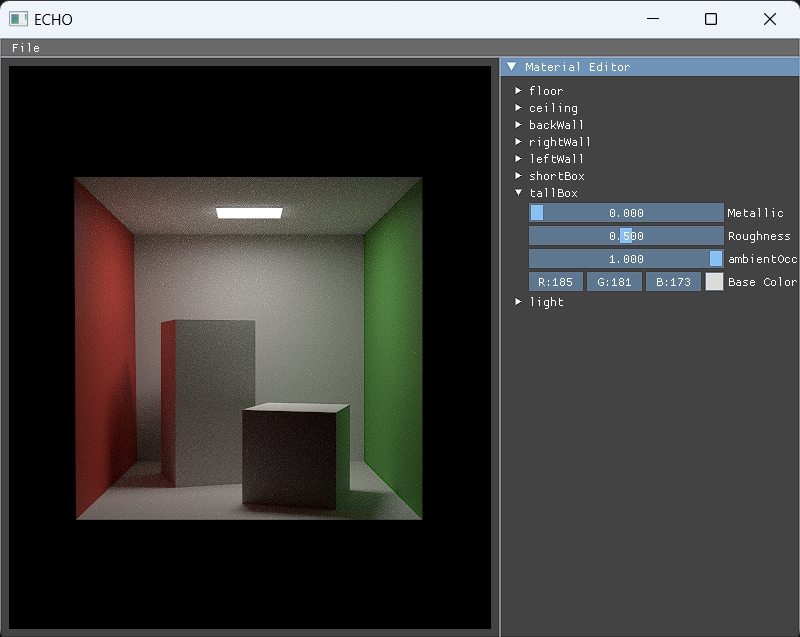 ECHO
File
Material Editor
floor
ceiling
backWall
rightWall
leftWall
shortBox
tallBox
0.000 Metallic
0.500 Roughness
1.000 ambientOcc
R:185 G:181 B:173 Base Color
light